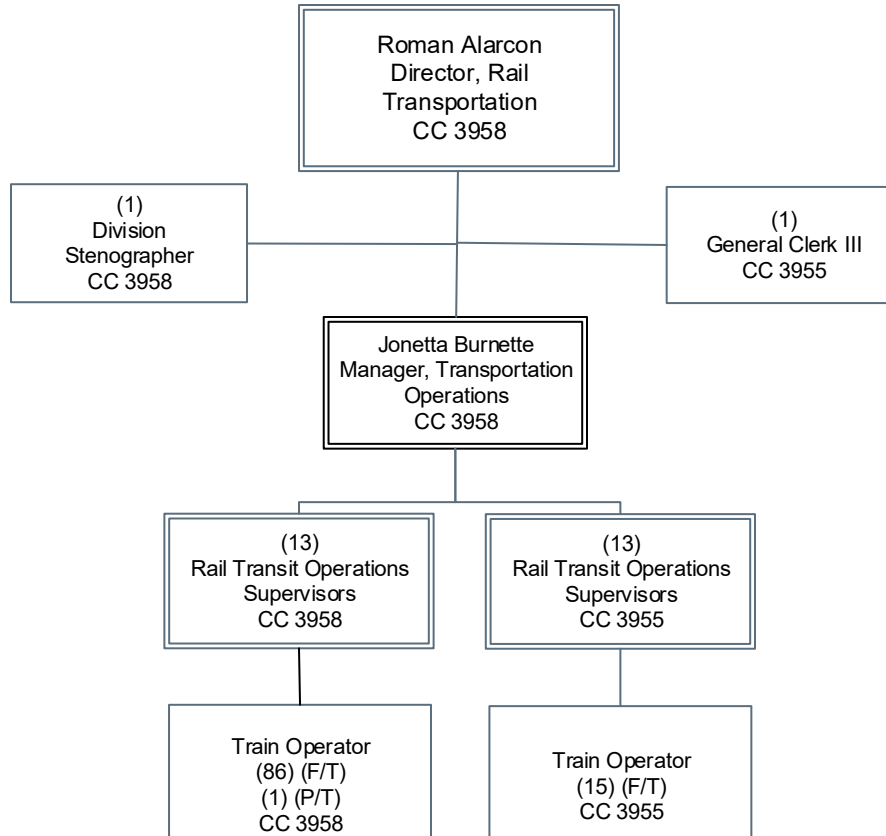 Roman Alarcon
Director, Rail
Transportation
CC 3958
(1)
Division
Stenographer
CC 3958
(1)
General Clerk III
CC 3955
Jonetta Burnette
Manager, Transportation
Operations
CC 3958
(13)
Rail Transit Operations
Supervisors
CC 3958
(13)
Rail Transit Operations
Supervisors
CC 3955
Train Operator
(86) (F/T)
(1) (P/T)
CC 3958
Train Operator
(15) (F/T)
CC 3955